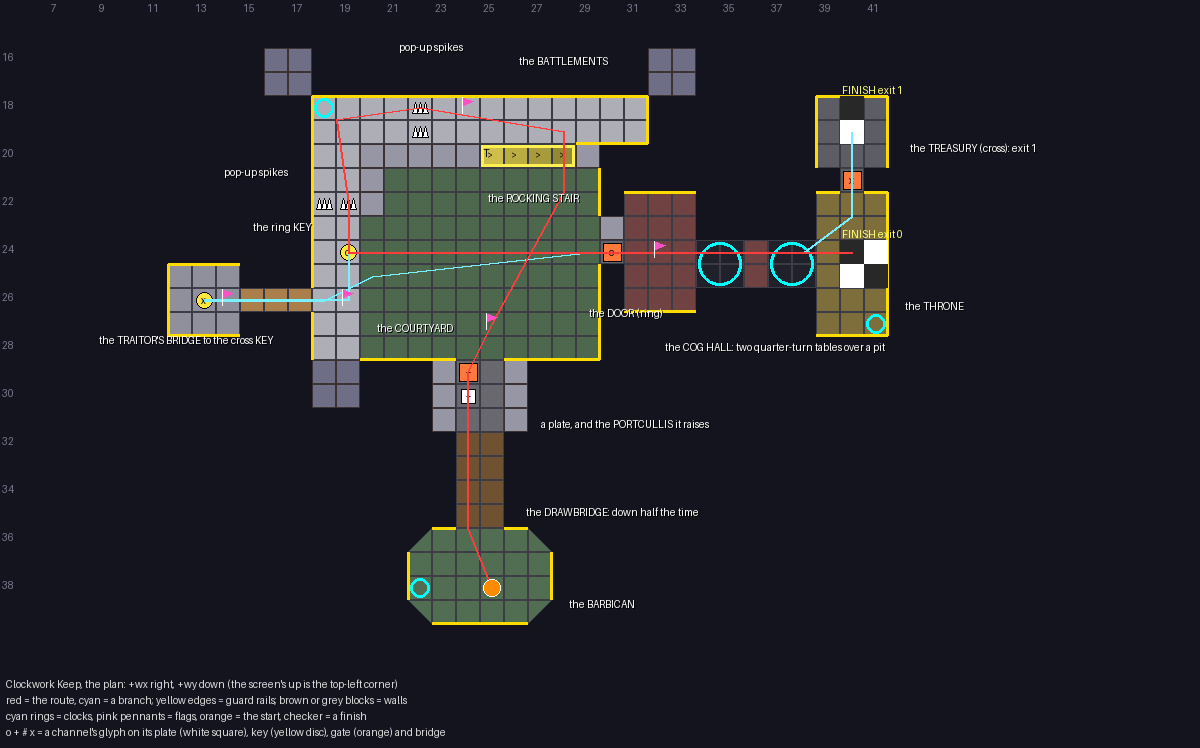 7 9 11 13 15 17 19 21 23 25 27 29 31 33 35 37 39 41
16
pop-up spikes
the BATTLEMENTS
FINISH exit 1
18
20
T> > > >
the TREASURY (cross): exit 1
pop-up spikes
x
22
the ROCKING STAIR
the ring KEY
FINISH exit 0
24
o
o
26
x
the THRONE
the DOOR (ring)
the COURTYARD
28
the TRAITOR'S BRIDGE to the cross KEY
the COG HALL: two quarter-turn tables over a pit
+
30
+
a plate, and the PORTCULLIS it raises
32
34
the DRAWBRIDGE: down half the time
36
38
the BARBICAN
Clockwork Keep, the plan: +wx right, +wy down (the screen's up is the top-left corner)
red = the route, cyan = a branch; yellow edges = guard rails; brown or grey blocks = walls
cyan rings = clocks, pink pennants = flags, orange = the start, checker = a finish
o + # x = a channel's glyph on its plate (white square), key (yellow disc), gate (orange) and bridge